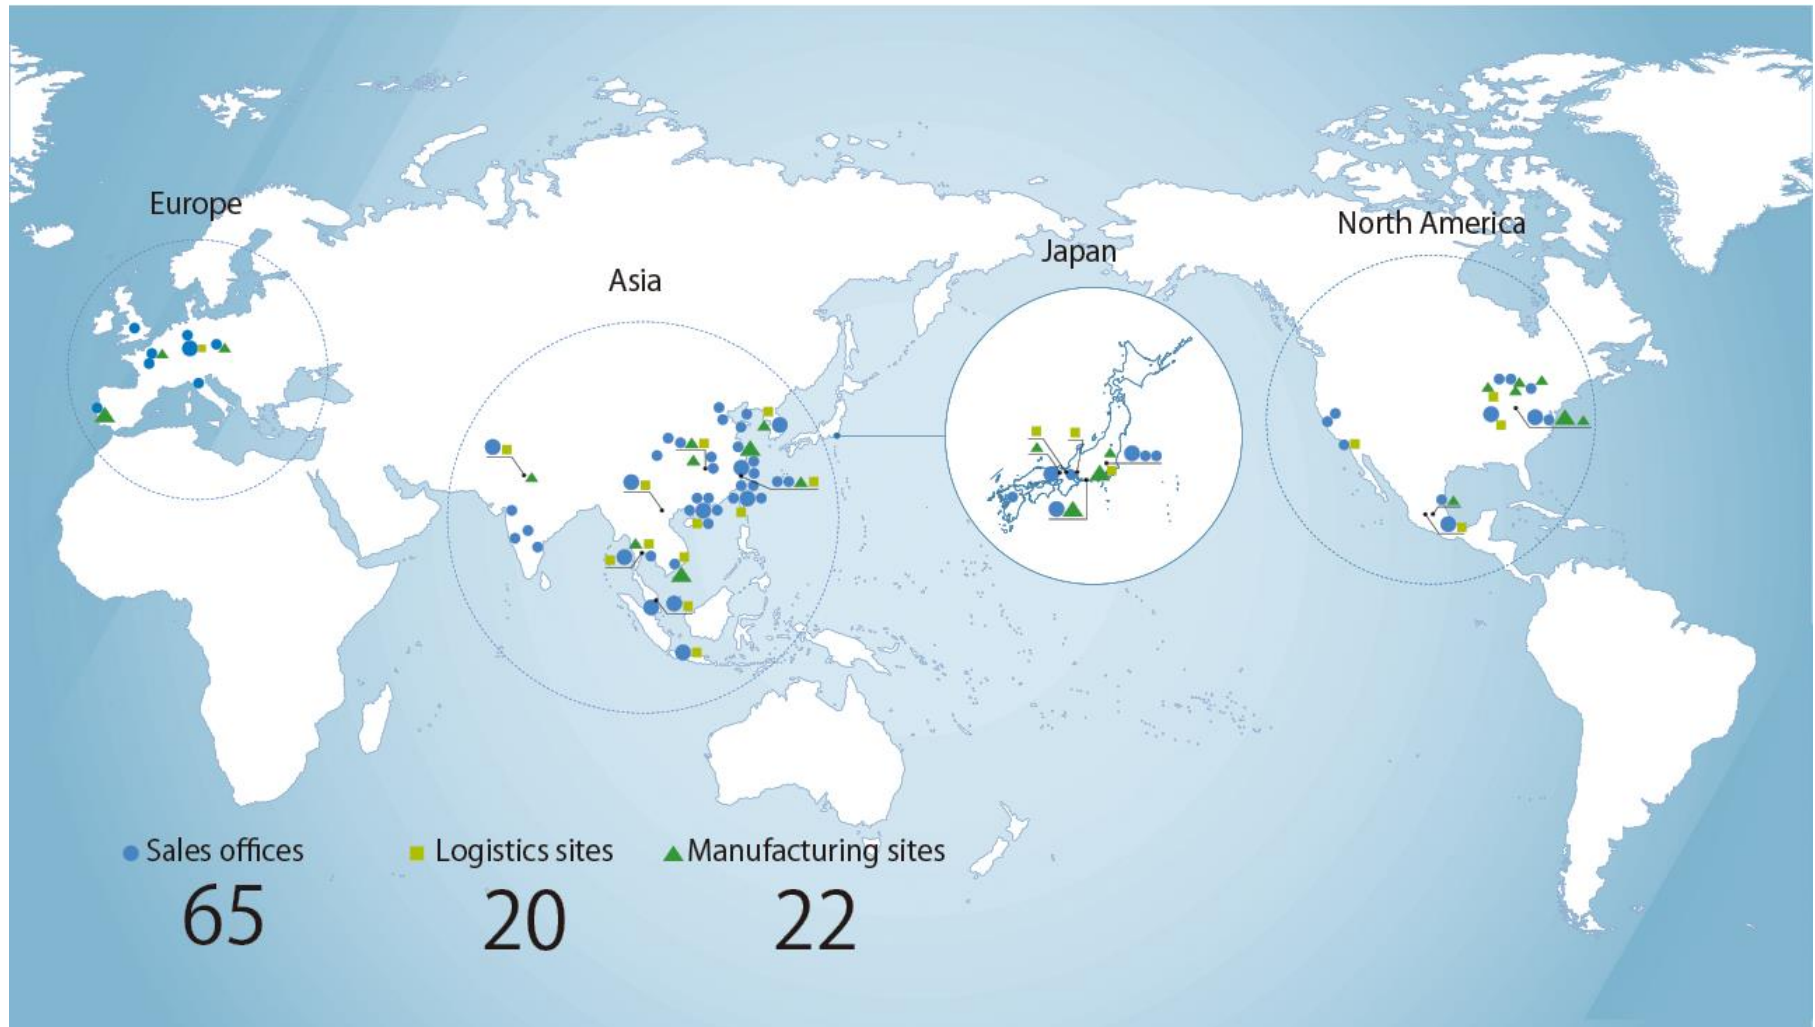 Europe
Asia
Japan
North America
Sales offices
65
Logistics sites
20
Manufacturing sites
22